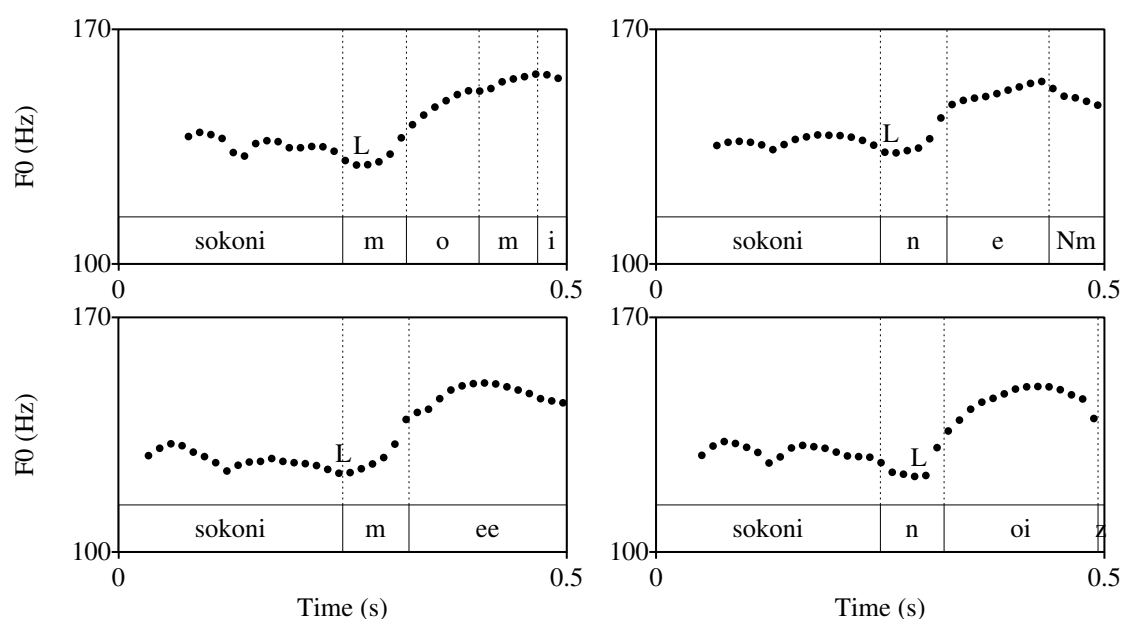 170 170
F0 (Hz)
L L
sokoni m o m i sokoni n e Nm
100 100
0 0.5 0 0.5
170 170
F0 (Hz)
L L
sokoni m ee sokoni n oi z
100 100
0 0.5 0 0.5
Time (s) Time (s)